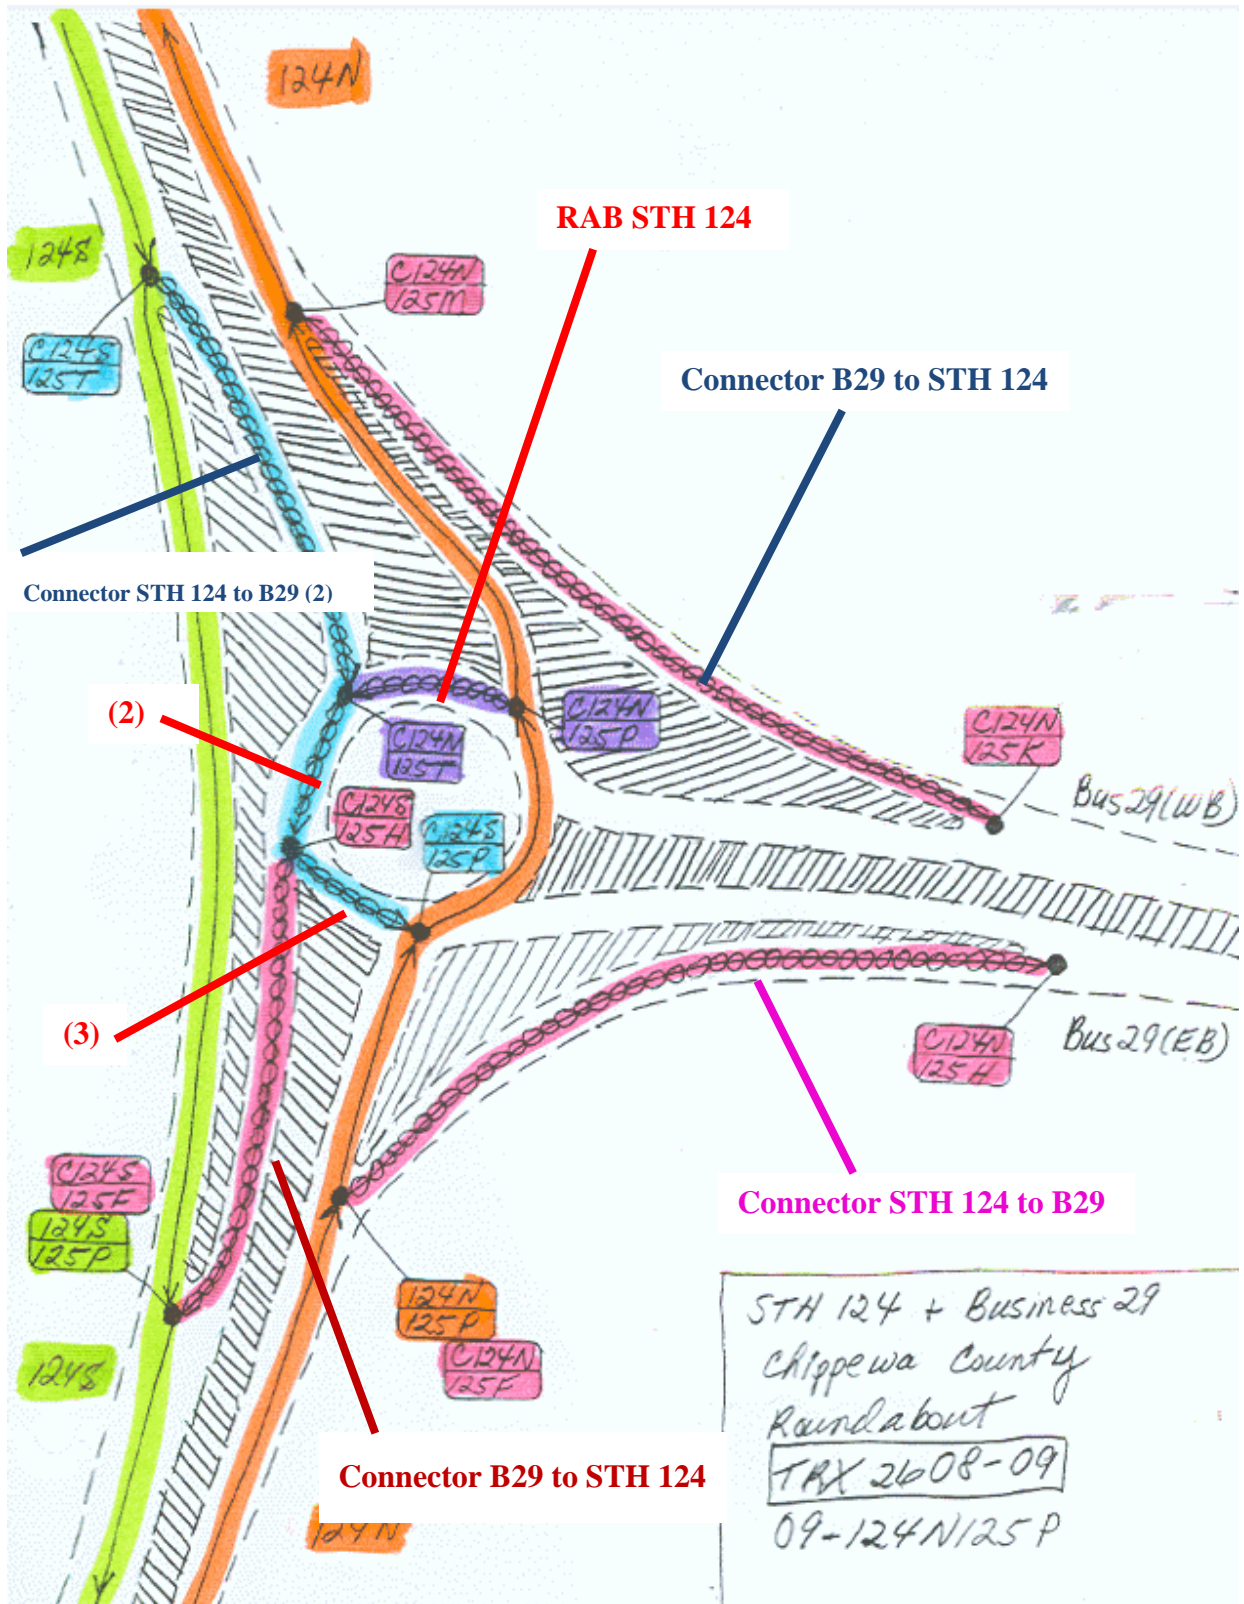 124N
RAB STH 124
124S
C124N
125M
C124S
125T
Connector B29 to STH 124
Connector STH 124 to B29 (2)
(2)
C124N
125P
C124N
125T
C124N
125K
Bus 29(WB)
C124S
125H
C124S
125P
(3)
C124N
125H
Bus 29(EB)
C124S
125F
124S
125P
Connector STH 124 to B29
124N
125P
C124N
125F
124S
Connector B29 to STH 124
124N
STH 124 + Business 29
Chippewa County
Roundabout
TRX 2608-09
09-124N125P